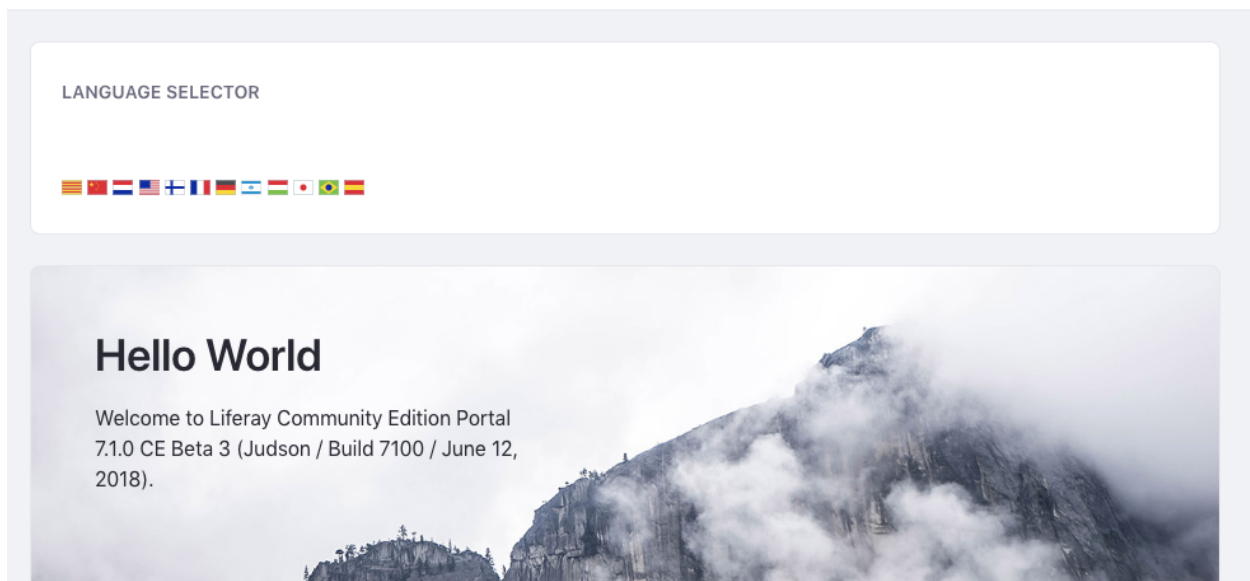 LANGUAGE SELECTOR
Hello World
Welcome to Liferay Community Edition Portal
7.1.0 CE Beta 3 (Judson / Build 7100 / June 12,
2018).